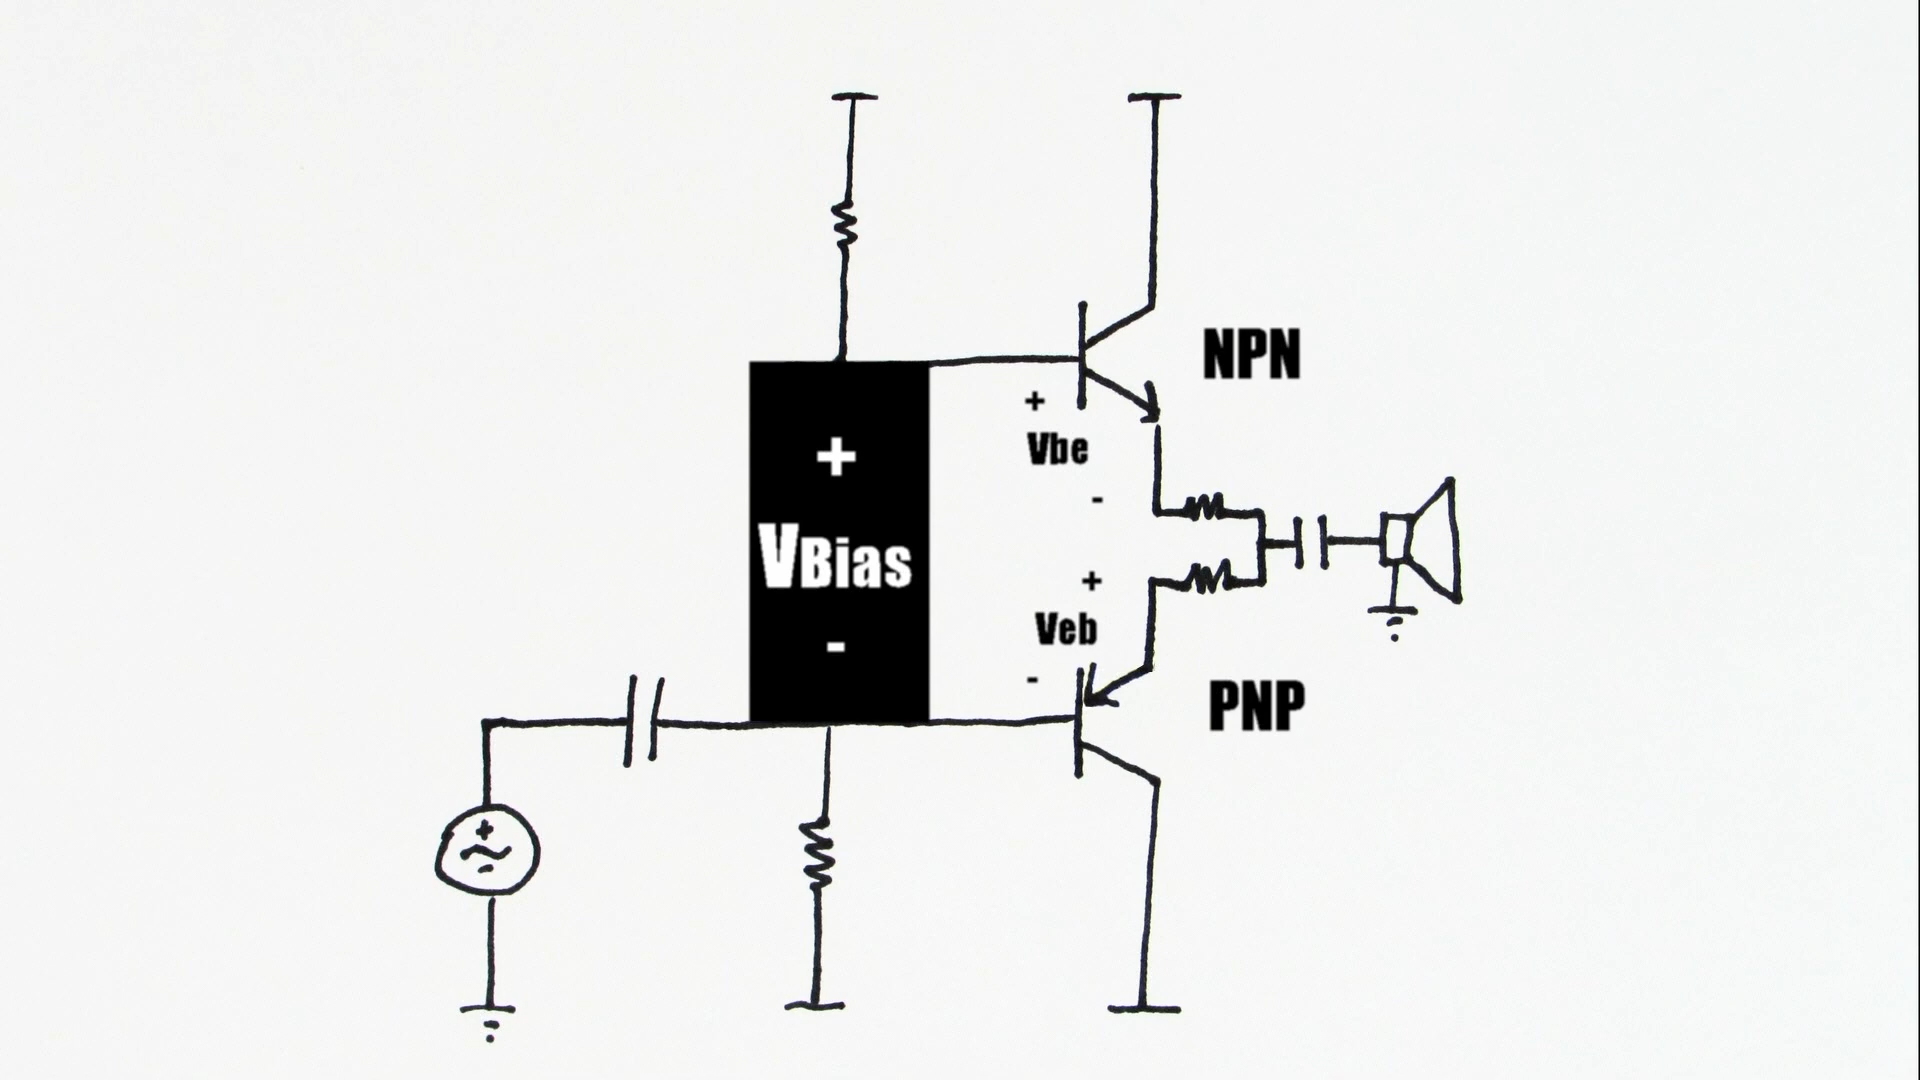 NPN
+
Vbe
-
+
VBias
-
+
Veb
-
PNP
+
~
-